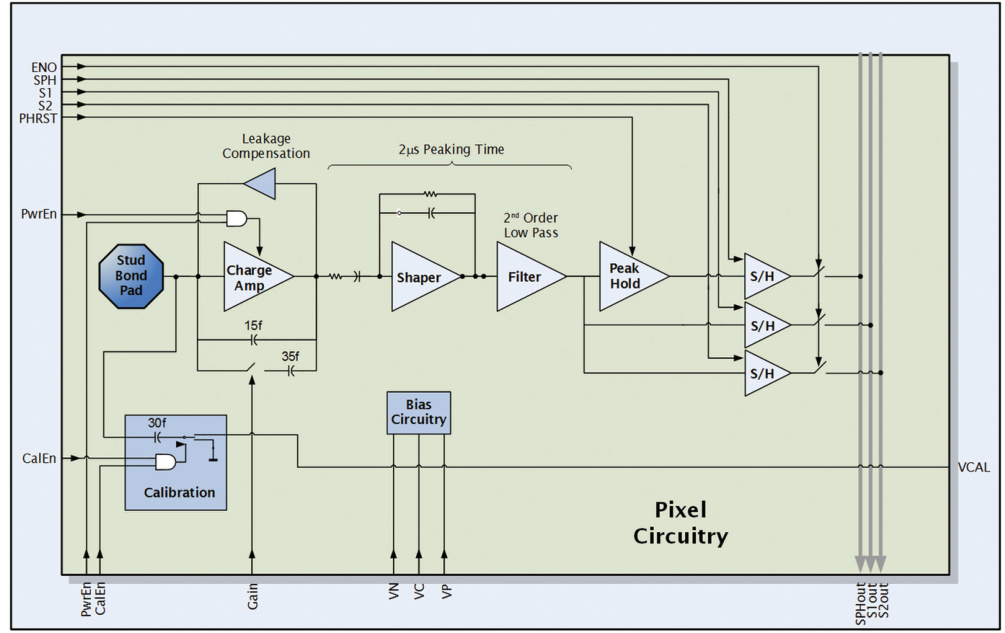 ENO
SPH
S1
S2
PHRST
Leakage
Compensation
2µs Peaking Time
PwrEn
2nd Order
Low Pass
Stud
Bond
Pad
Charge
Amp
Shaper
Filter
Peak
Hold
S/H
S/H
S/H
15f
35f
Bias
Circuitry
30f
CalEn
Calibration
VCAL
Pixel
Circuitry
PwrEn
CalEn
Gain
VN
VC
VP
SPHout
S1out
S2out